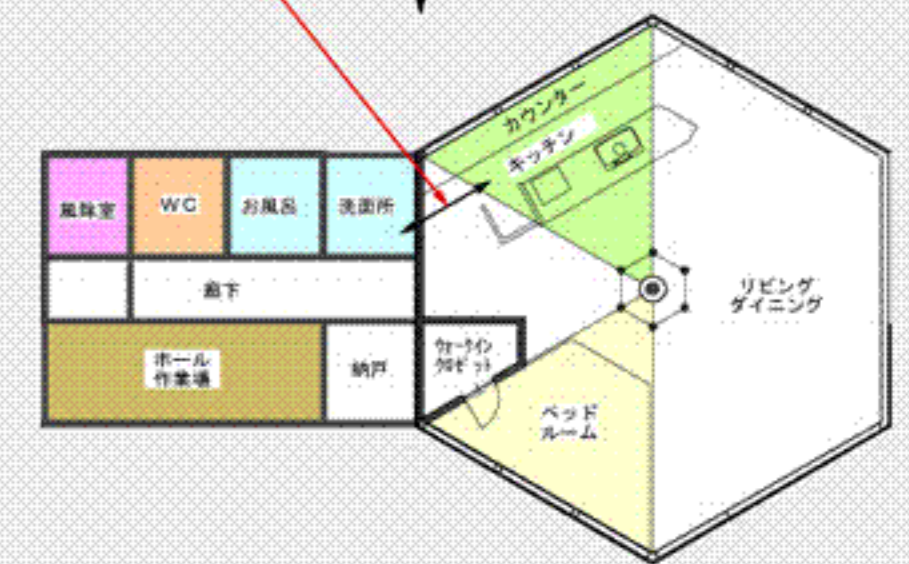 カウンター
キッチン
風除室
WC
お風呂
洗面所
廊下
リビング
ダイニング
ホール
作業場
納戸
ウォークイン
クロゼット
ベッド
ルーム